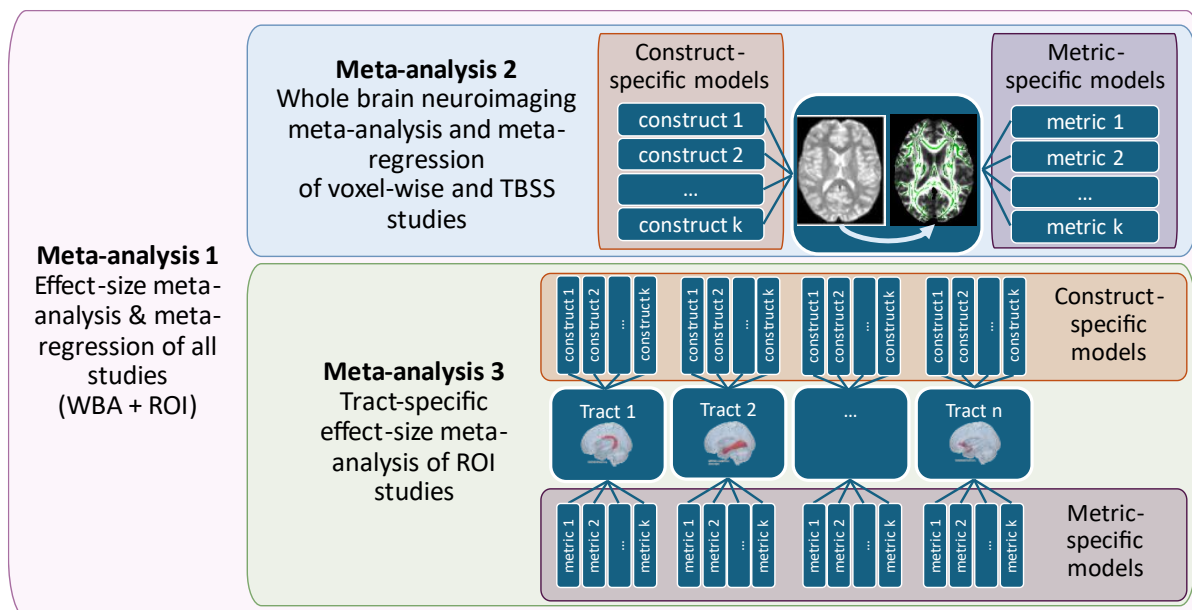 Meta-analysis 1
Effect-size meta-
analysis & meta-
regression of all
studies
(WBA + ROI)
Meta-analysis 2
Whole brain neuroimaging
meta-analysis and meta-
regression
of voxel-wise and TBSS
studies
Construct-
specific models
construct 1
construct 2
...
construct k
Metric-
specific models
metric 1
metric 2
...
metric k
Meta-analysis 3
Tract-specific
effect-size meta-
analysis of ROI
studies
construct 1
construct 2
...
construct k
construct 1
construct 2
...
construct k
construct 1
construct 2
...
construct k
construct 1
construct 2
...
construct k
Construct-
specific
models
Tract 1
Tract 2
...
Tract n
metric 1
metric 2
...
metric k
metric 1
metric 2
...
metric k
metric 1
metric 2
...
metric k
metric 1
metric 2
...
metric k
Metric-
specific
models